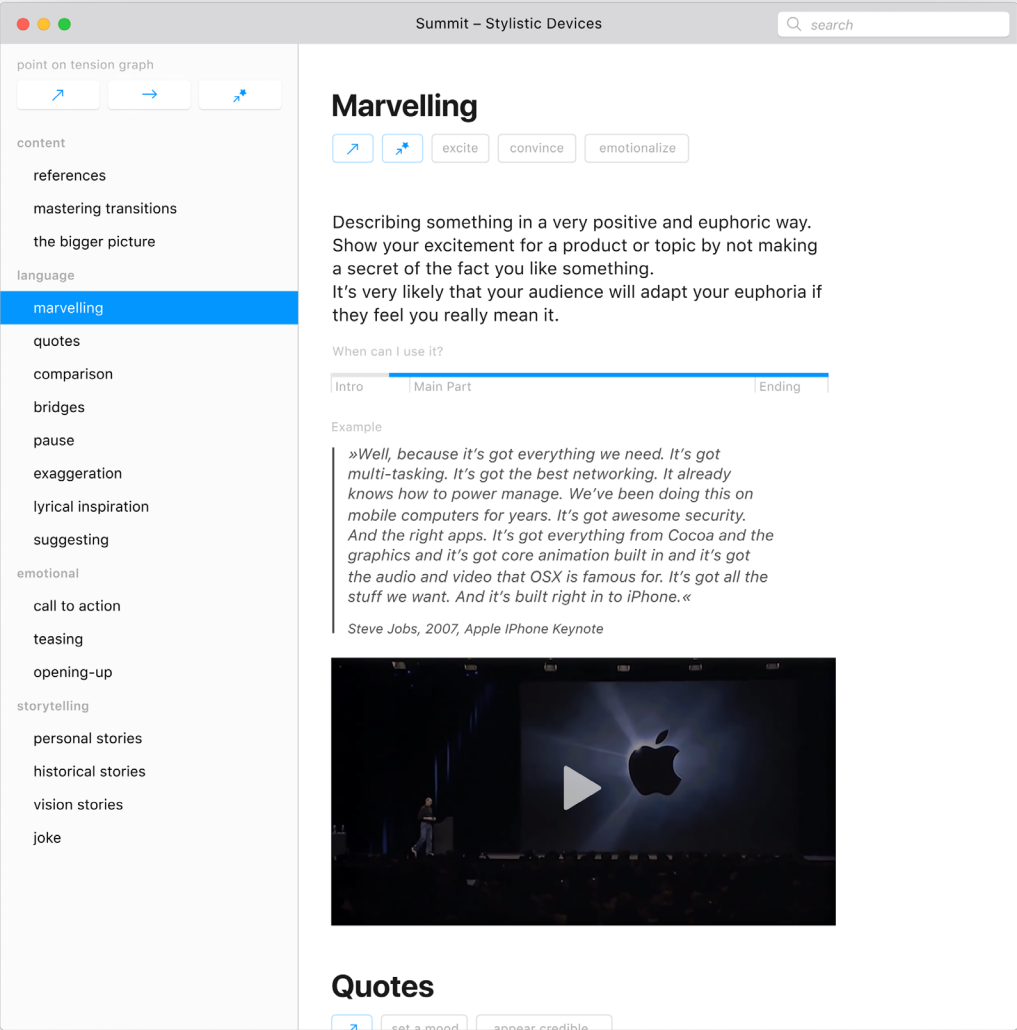 Summit – Stylistic Devices
search
point on tension graph
content
references
mastering transitions
the bigger picture
language
marvelling
quotes
comparison
bridges
pause
exaggeration
lyrical inspiration
suggesting
emotional
call to action
teasing
opening-up
storytelling
personal stories
historical stories
vision stories
joke
Marvelling
excite convince emotionalize
Describing something in a very positive and euphoric way.
Show your excitement for a product or topic by not making
a secret of the fact you like something.
It’s very likely that your audience will adapt your euphoria if
they feel you really mean it.
When can I use it?
Intro Main Part Ending
Example
»Well, because it’s got everything we need. It’s got
multi-tasking. It’s got the best networking. It already
knows how to power manage. We’ve been doing this on
mobile computers for years. It’s got awesome security.
And the right apps. It’s got everything from Cocoa and the
graphics and it’s got core animation built in and it’s got
the audio and video that OSX is famous for. It’s got all the
stuff we want. And it’s built right in to iPhone.«
Steve Jobs, 2007, Apple IPhone Keynote
Quotes
set a mood appear credible